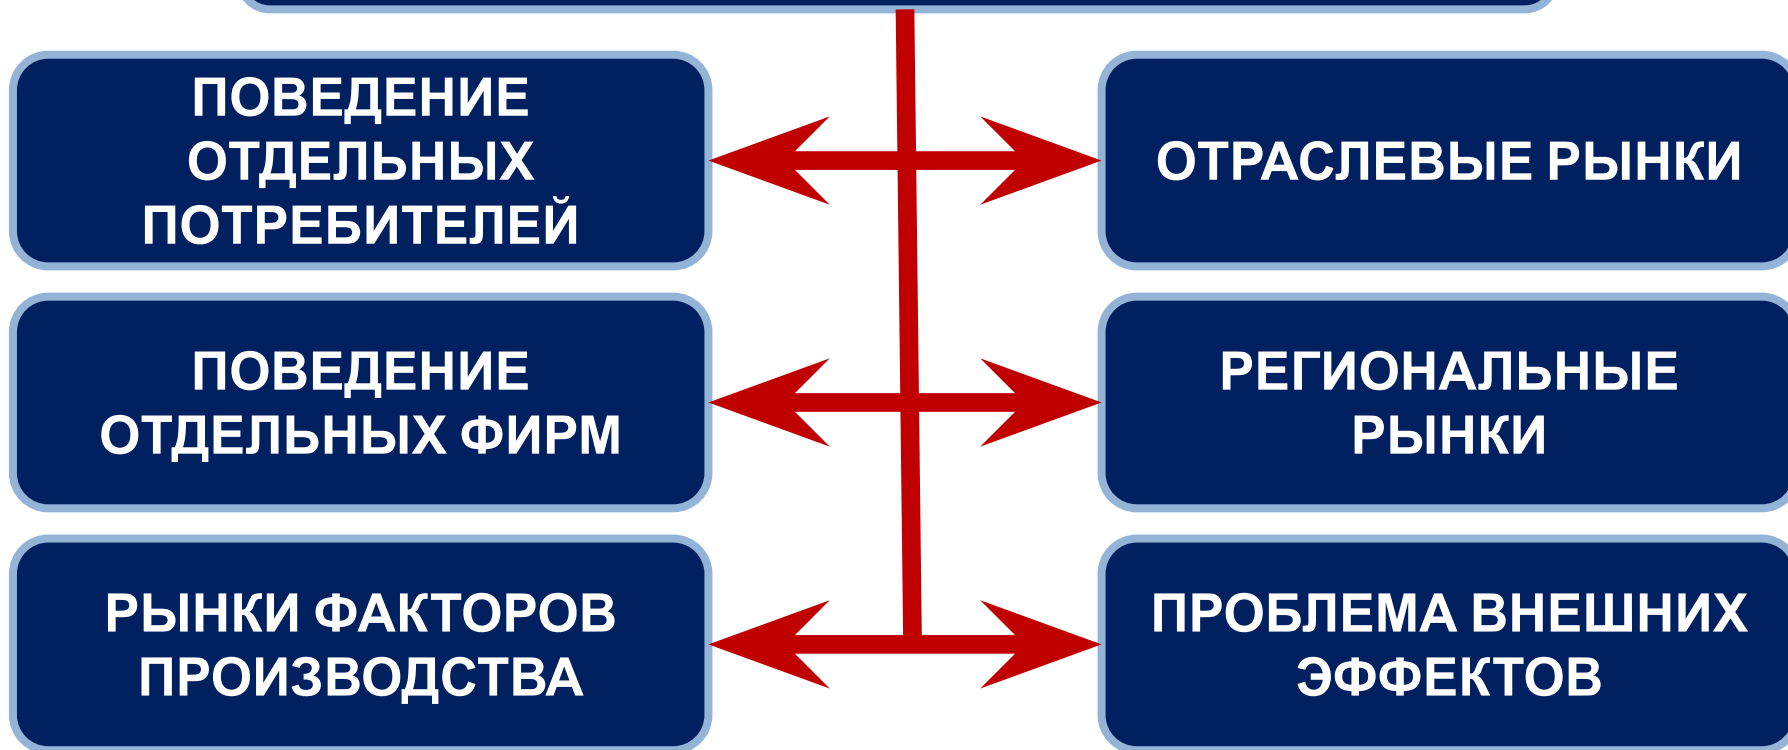 ПОВЕДЕНИЕ
ОТДЕЛЬНЫХ
ПОТРЕБИТЕЛЕЙ
ОТРАСЛЕВЫЕ РЫНКИ
ПОВЕДЕНИЕ
ОТДЕЛЬНЫХ ФИРМ
РЕГИОНАЛЬНЫЕ
РЫНКИ
РЫНКИ ФАКТОРОВ
ПРОИЗВОДСТВА
ПРОБЛЕМА ВНЕШНИХ
ЭФФЕКТОВ